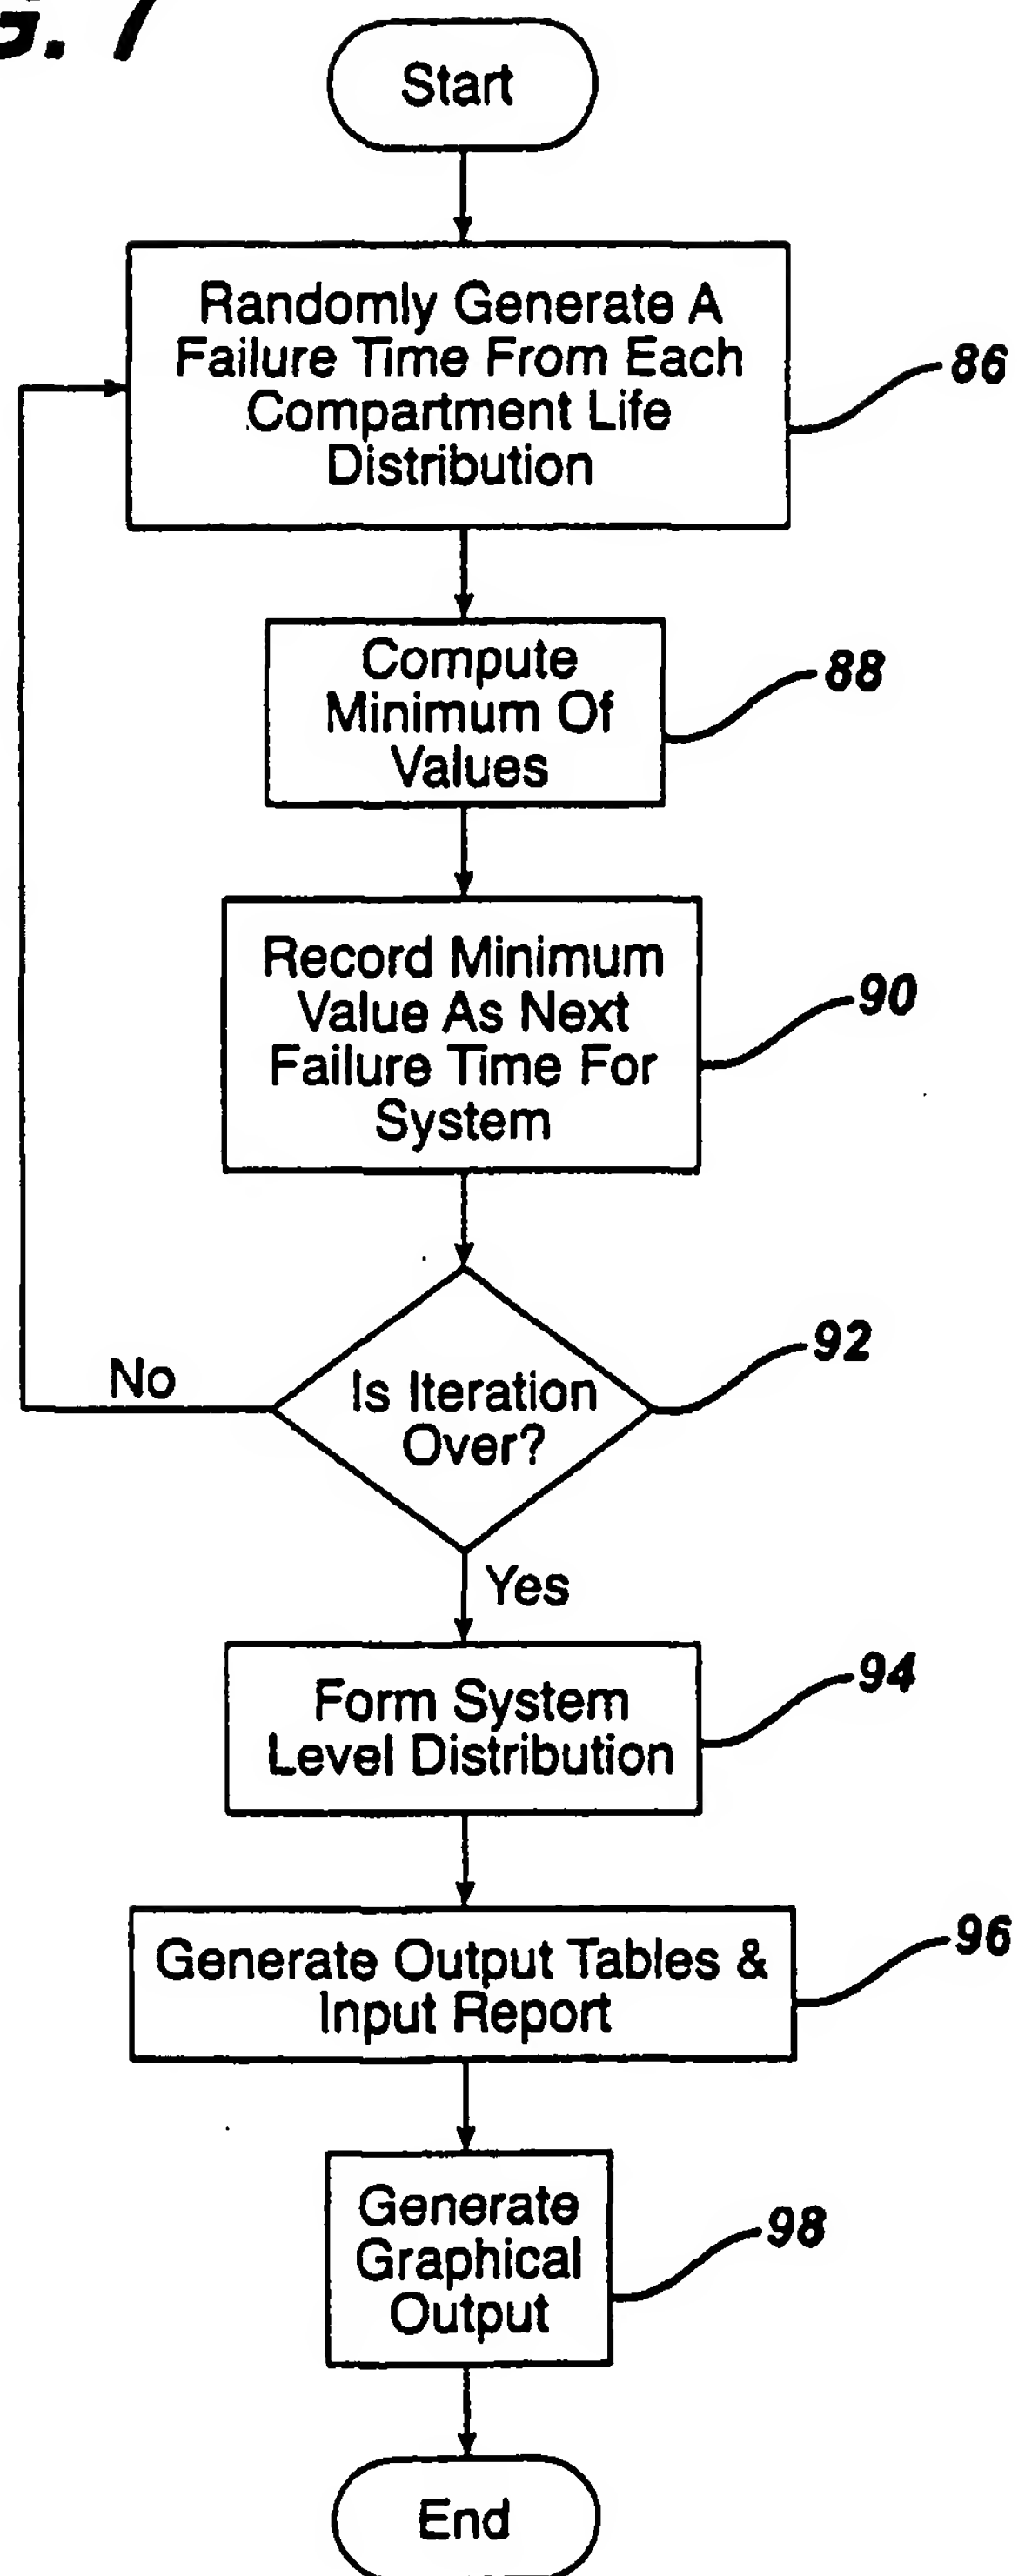 G. 7
Start
Randomly Generate A
Failure Time From Each
Compartment Life
Distribution
86
Compute
Minimum Of
Values
88
Record Minimum
Value As Next
Failure Time For
System
90
Is Iteration
Over?
92
No
Yes
Form System
Level Distribution
94
Generate Output Tables &
Input Report
96
Generate
Graphical
Output
98
End